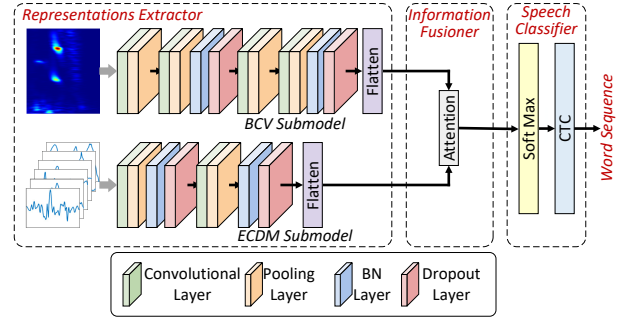 Representations Extractor
Information
Fusioner
Speech
Classifier
BCV Submodel
Flatten
ECDM Submodel
Flatten
Attention
Soft Max
CTC
Word Sequence
Convolutional
Layer
Pooling
Layer
BN
Layer
Dropout
Layer